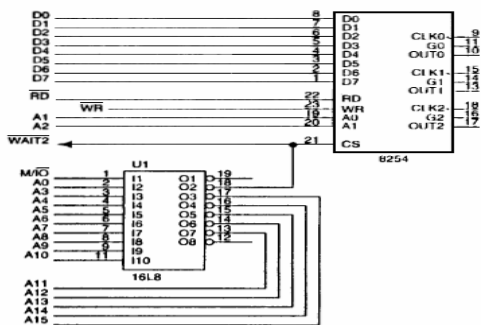 D0 8 D0
D1 7 D1
D2 6 D2 CLK0 9
D3 5 D3 G0 11
D4 4 D4 OUT0 10
D5 3 D5
D6 2 D6 CLK1 15
D7 1 D7 G1 14
OUT1 13
RD 22 RD
WR 23 WR CLK2 18
A1 19 A0 G2 16
A2 20 A1 OUT2 17
WAIT2 21 CS
8254
U1
M/IO 1 I1 O1 19
A0 2 I2 O2 18
A3 3 I3 O3 17
A4 4 I4 O4 16
A5 5 I5 O5 15
A6 6 I6 O6 14
A7 7 I7 O7 13
A8 8 I8 O8 12
A9 9 I9
A10 11 I10
16L8
A11
A12
A13
A14
A15